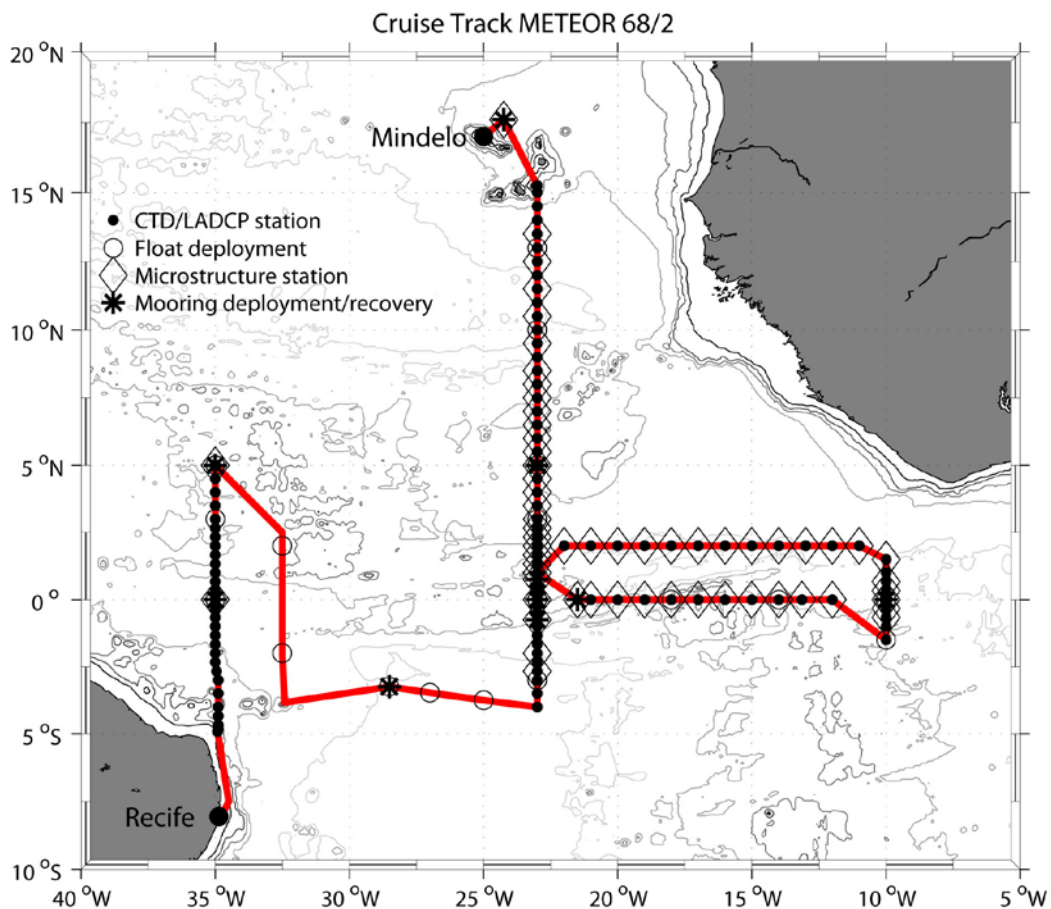 Cruise Track METEOR 68/2
20 °N
Mindelo
15 °N
CTD/LADCP station
Float deployment
Microstructure station
Mooring deployment/recovery
10 °N
5 °N
0 °
5 °S
Recife
10 °S
40 °W 35 °W 30 °W 25 °W 20 °W 15 °W 10 °W 5 °W